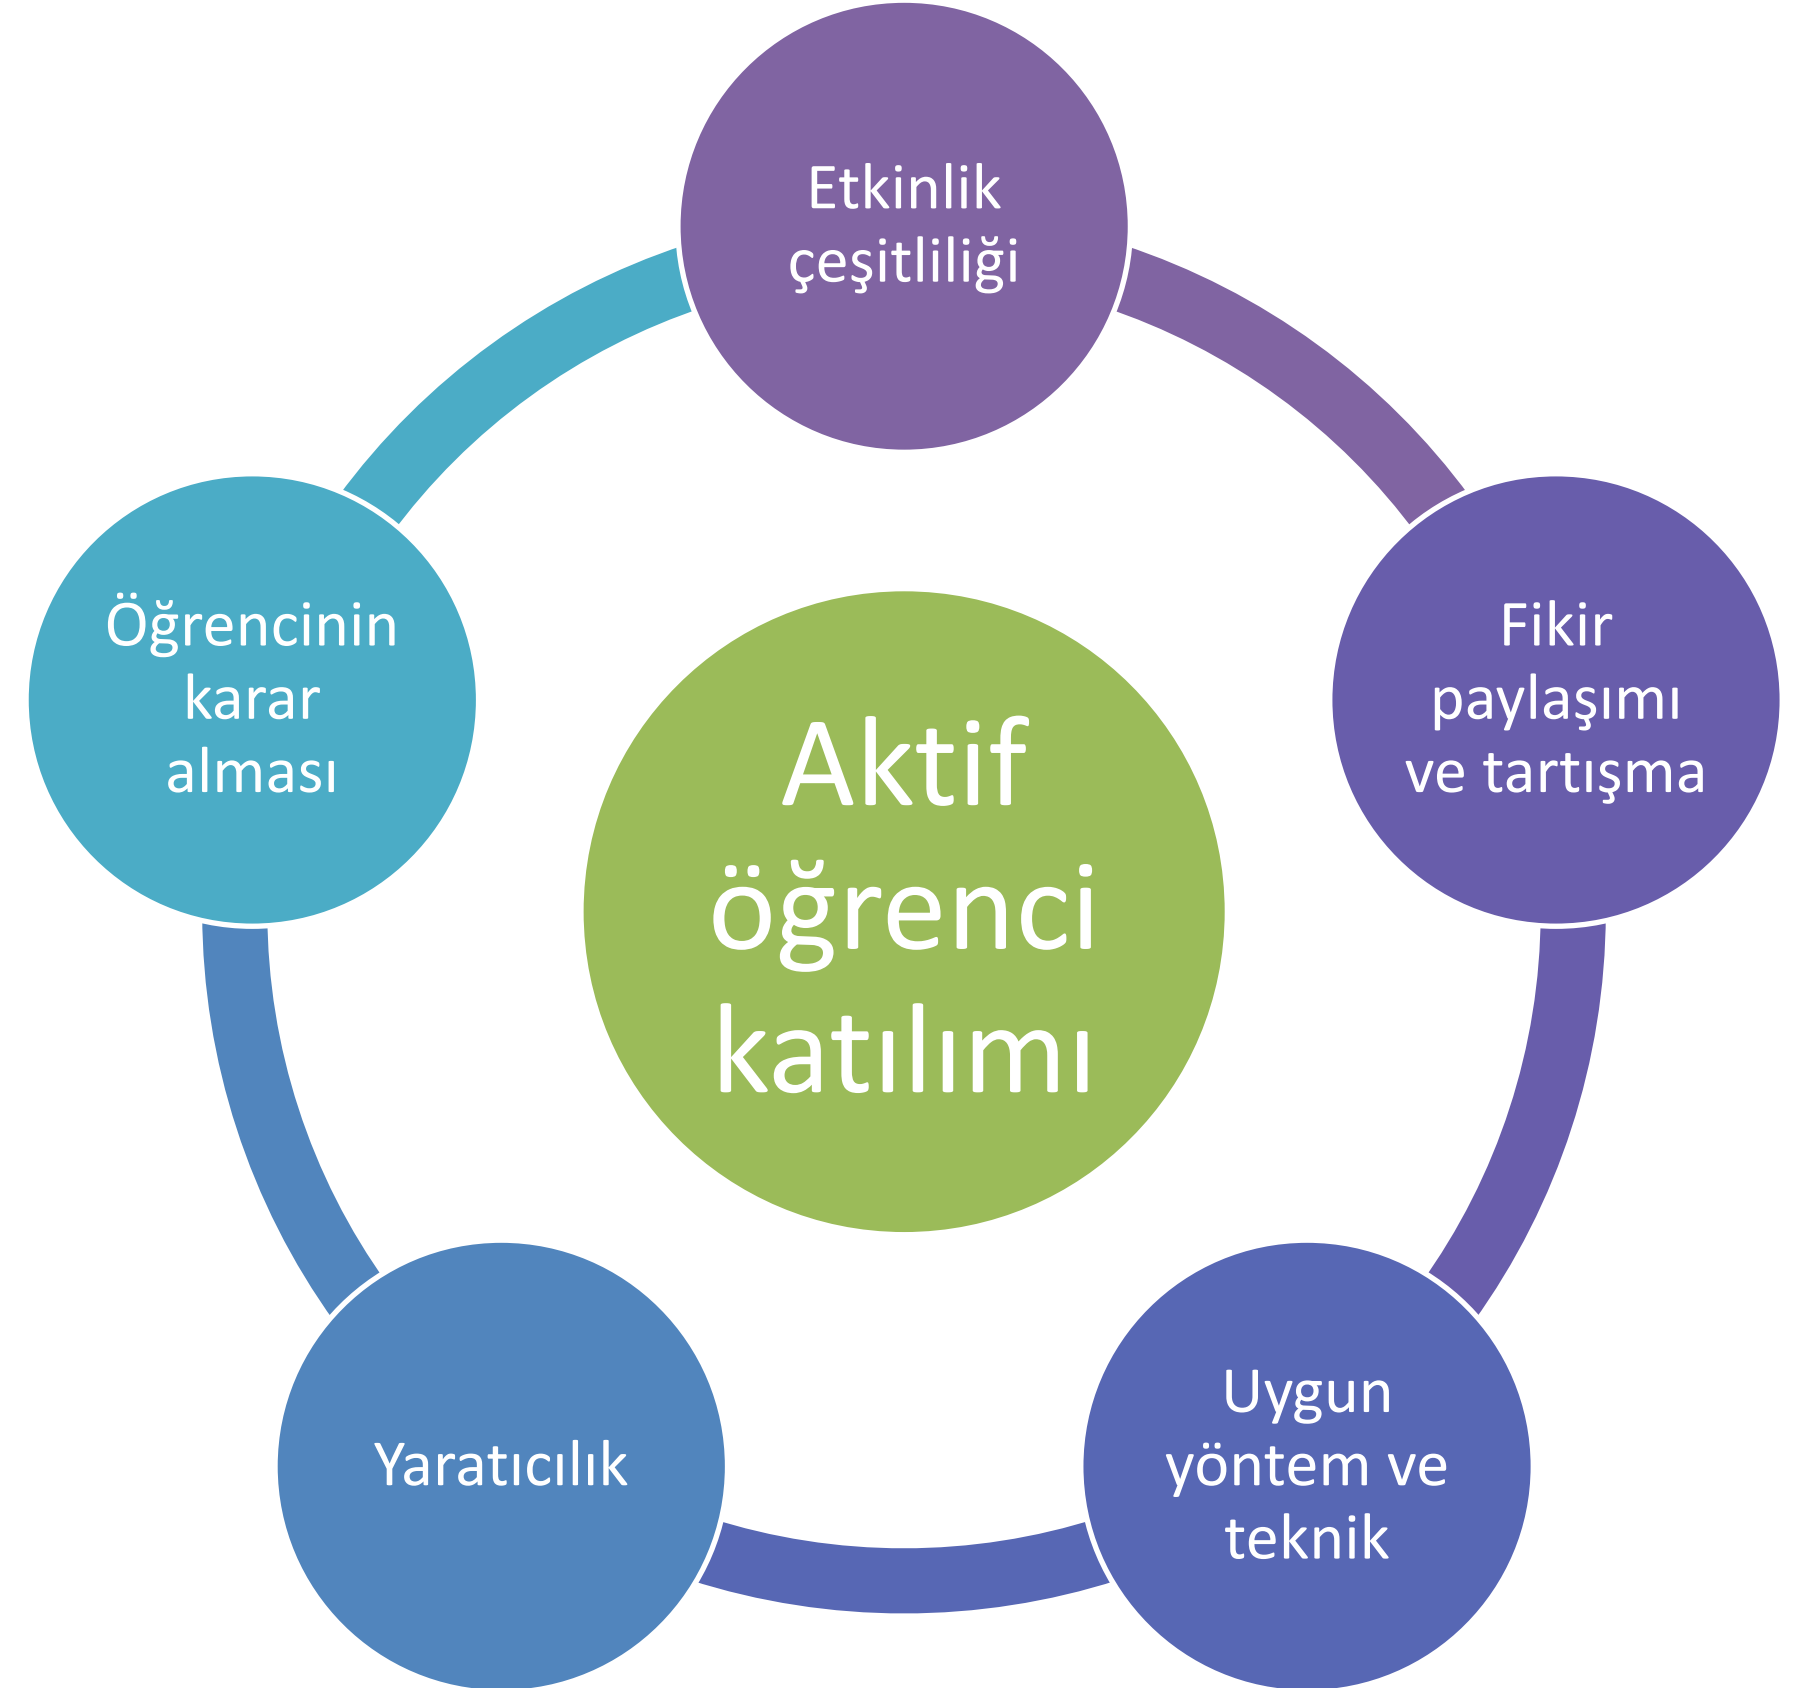 Etkinlik
çeşitliliği
Fikir
paylaşımı
ve tartışma
Uygun
yöntem ve
teknik
Yaratıcılık
Öğrencinin
karar
alması
Aktif
öğrenci
katılımı